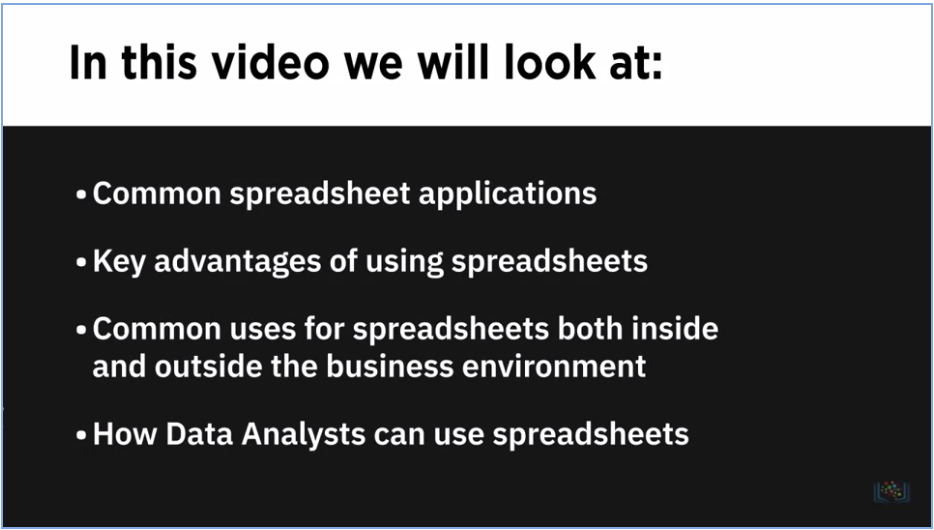 In this video we will look at:
• Common spreadsheet applications
• Key advantages of using spreadsheets
• Common uses for spreadsheets both inside
and outside the business environment
• How Data Analysts can use spreadsheets